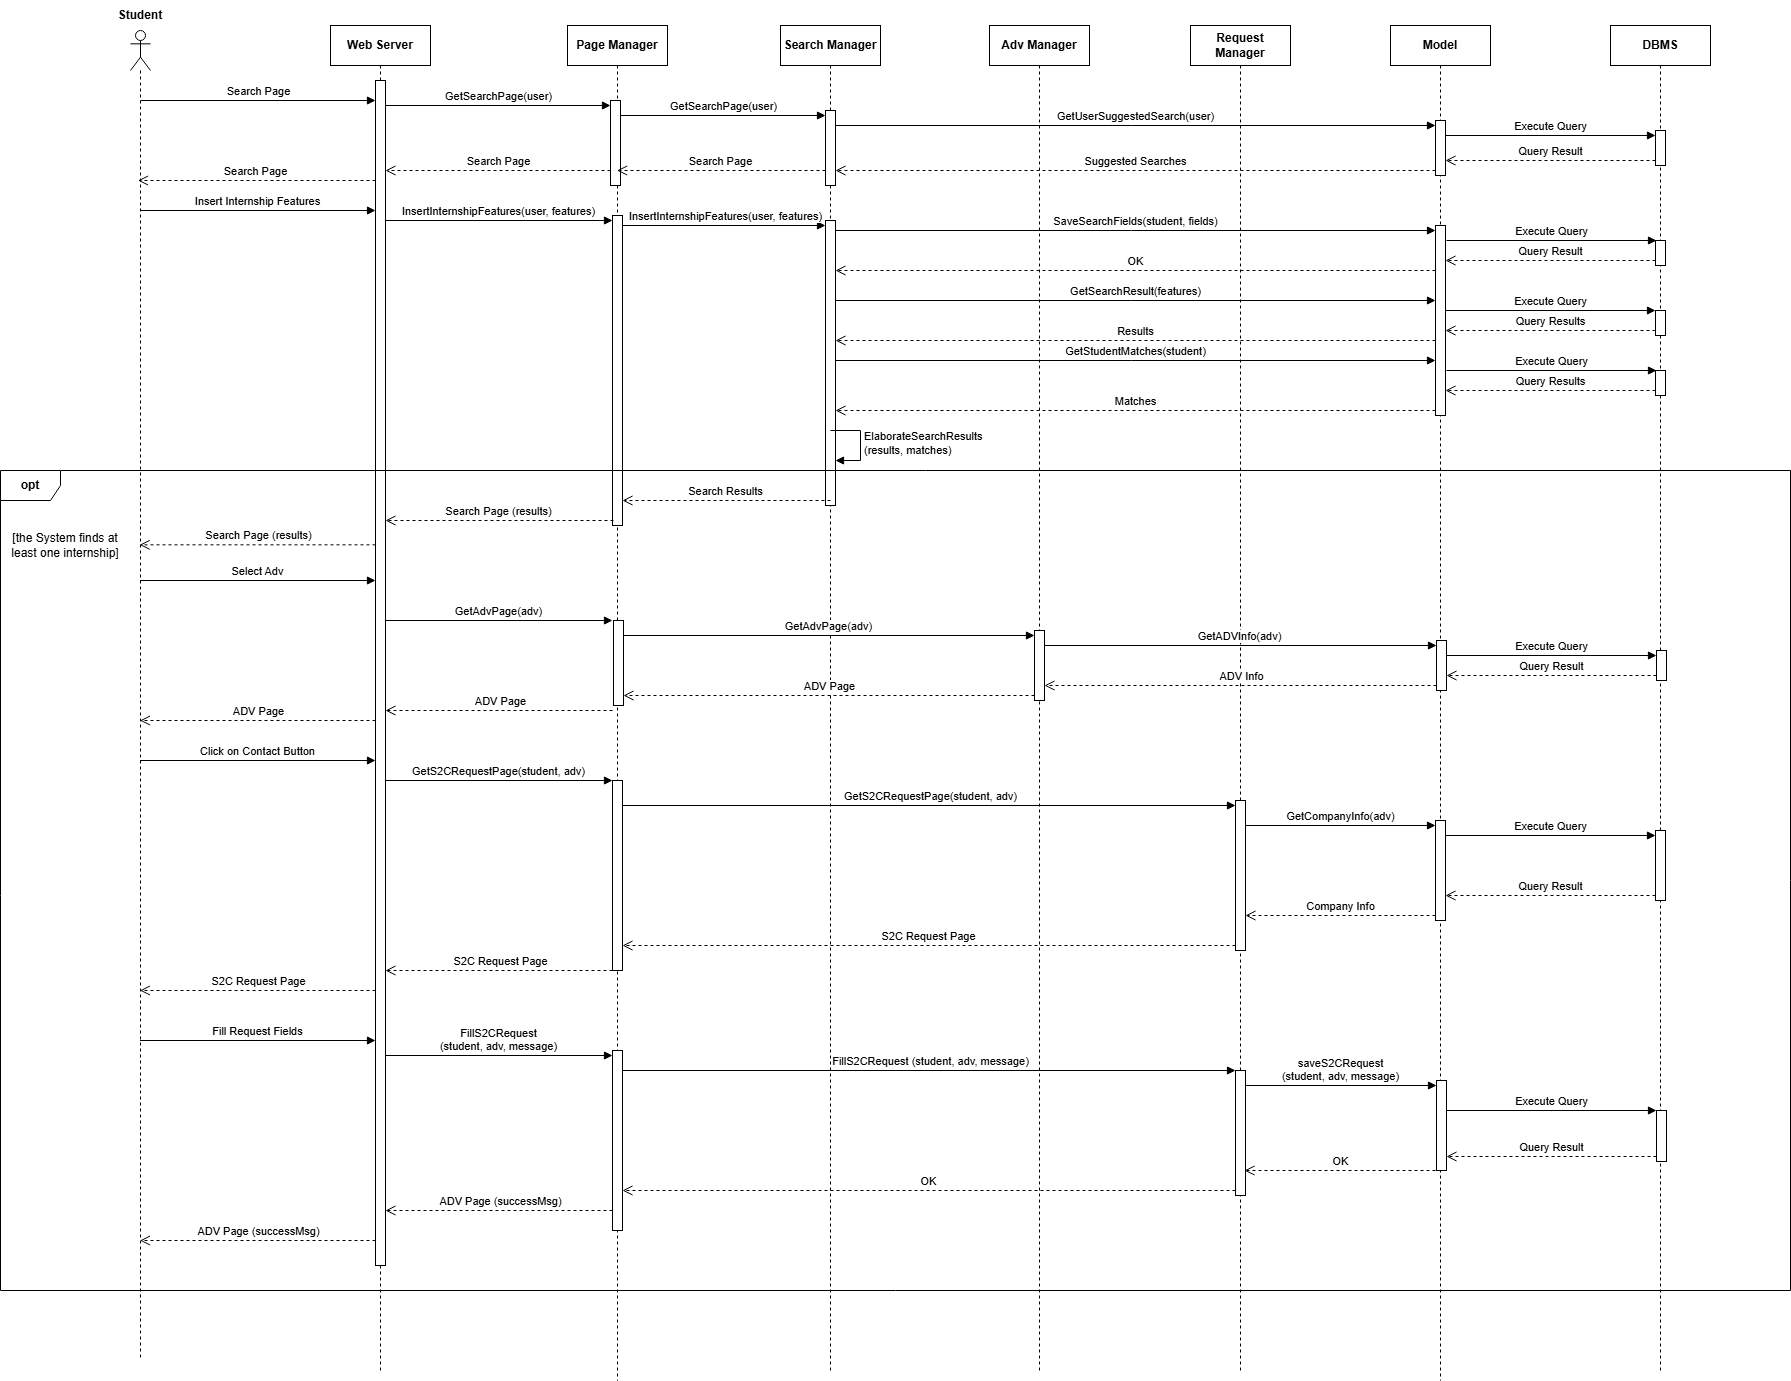 Student
Web Server
Page Manager
Search Manager
Adv Manager
Request
Manager
Model
DBMS
Search Page
GetSearchPage(user)
GetSearchPage(user)
GetUserSuggestedSearch(user)
Execute Query
Query Result
Suggested Searches
Search Page
Search Page
Search Page
Insert Internship Features
InsertInternshipFeatures(user, features)
InsertInternshipFeatures(user, features)
SaveSearchFields(student, fields)
Execute Query
Query Result
OK
GetSearchResult(features)
Execute Query
Query Results
Results
GetStudentMatches(student)
Execute Query
Query Results
Matches
ElaborateSearchResults
(results, matches)
opt
Search Results
Search Page (results)
[the System finds at
least one internship]
Search Page (results)
Select Adv
GetAdvPage(adv)
GetAdvPage(adv)
GetADVInfo(adv)
Execute Query
Query Result
ADV Info
ADV Page
ADV Page
ADV Page
Click on Contact Button
GetS2CRequestPage(student, adv)
GetS2CRequestPage(student, adv)
GetCompanyInfo(adv)
Execute Query
Query Result
Company Info
S2C Request Page
S2C Request Page
S2C Request Page
Fill Request Fields
FillS2CRequest
(student, adv, message)
FillS2CRequest (student, adv, message)
saveS2CRequest
(student, adv, message)
Execute Query
Query Result
OK
OK
ADV Page (successMsg)
ADV Page (successMsg)